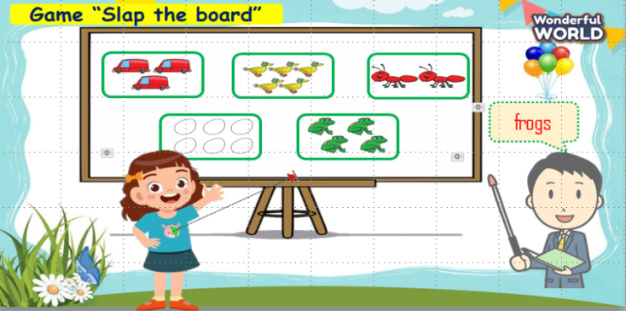 Game “Slap the board”
Wonderful
WORLD
frogs